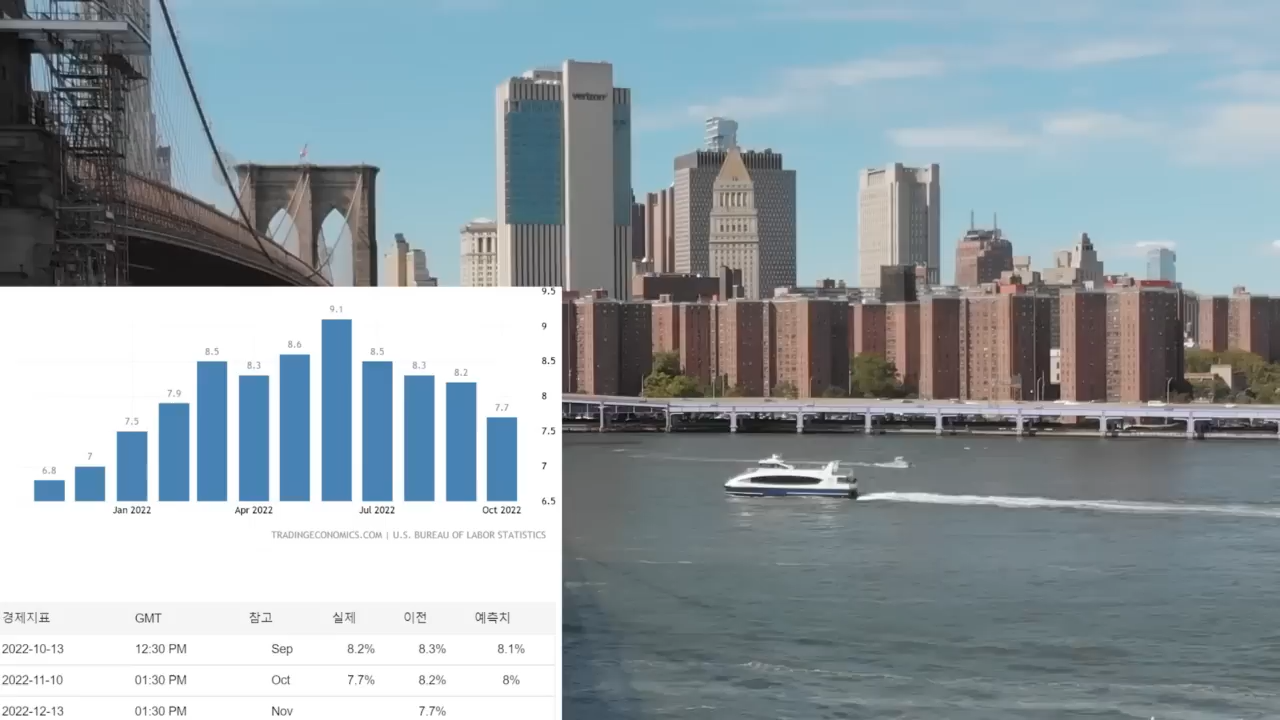 verizon
9.5
9.1
9
8.6
8.5
8.5
8.5
8.3
8.3
8.2
8
7.9
7.7
7.5
7.5
7
7
6.8
6.5
Jan 2022 Apr 2022 Jul 2022 Oct 2022
TRADINGECONOMICS.COM | U.S. BUREAU OF LABOR STATISTICS
경제지표 GMT 참고 실제 이전 예측치
2022-10-13 12:30 PM Sep 8.2% 8.3% 8.1%
2022-11-10 01:30 PM Oct 7.7% 8.2% 8%
2022-12-13 01:30 PM Nov 7.7%